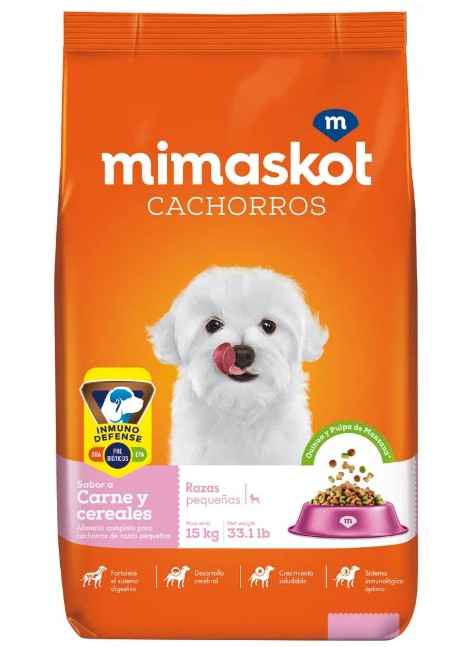 m
mimaskot
CACHORROS
INMUNO
DEFENSE
DHA
PRE
BIÓTICOS
EPA
Quinua y Pulpa de Manzana*
Sabor a
Carne y
cereales
Alimento completo para
cachorros de razas pequeñas
Razas
pequeñas
Peso neto
15 kg
Net weight
33.1 lb
m
Fortalece
el sistema
digestivo
Desarrollo
cerebral
Crecimiento
saludable
Sistema
inmunológico
óptimo